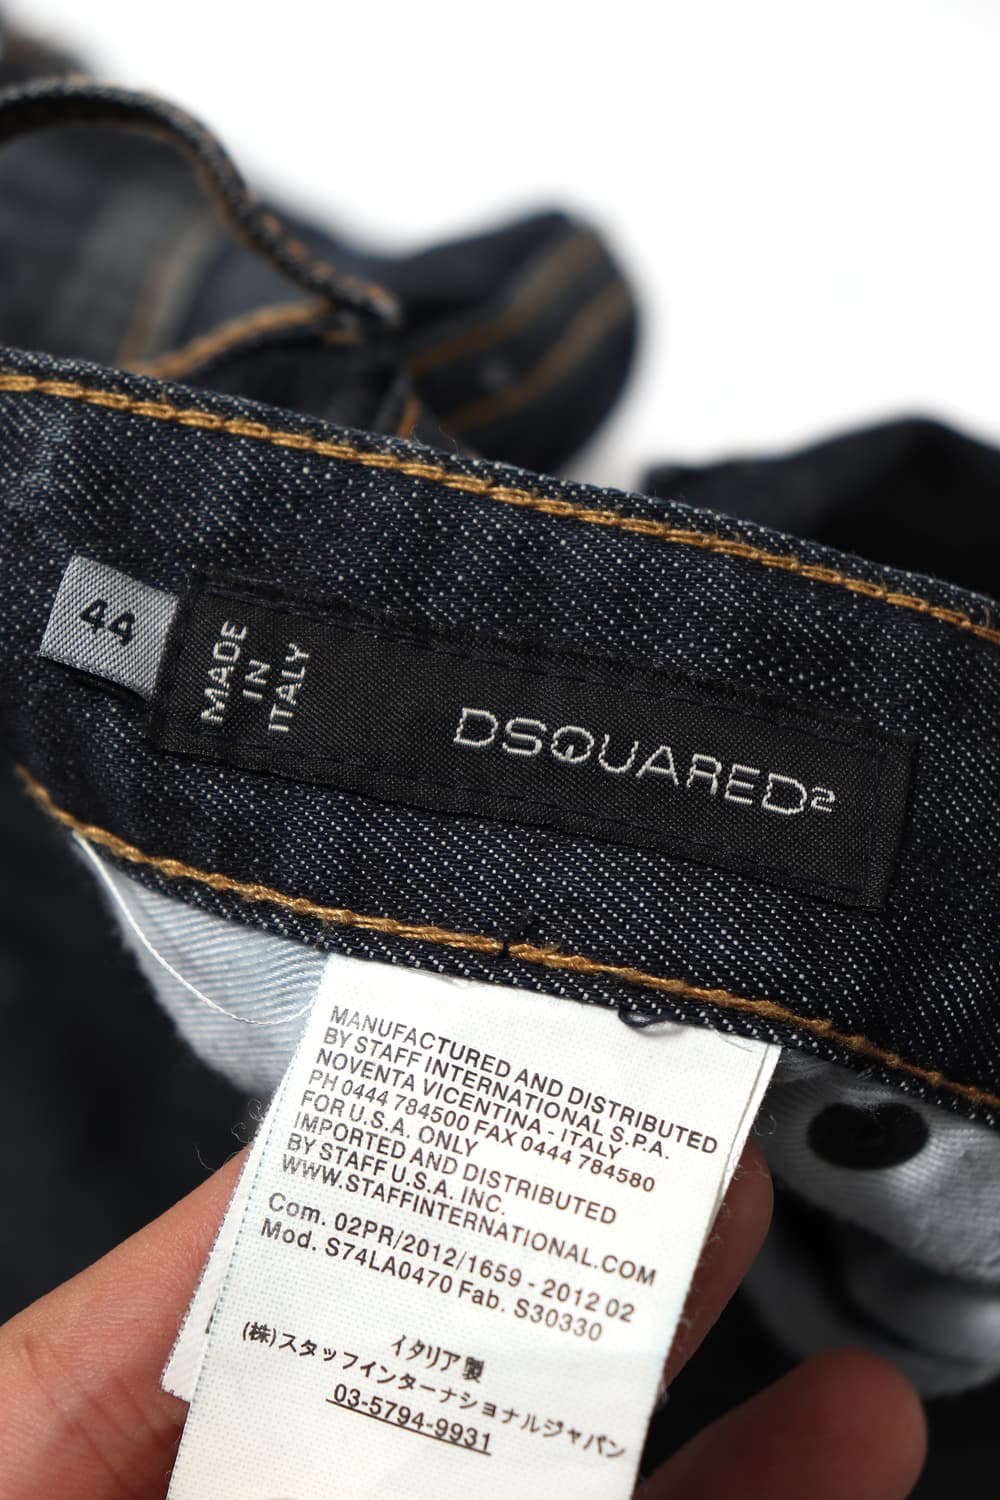 44
MADE
IN
ITALY
DSQUARED2
MANUFACTURED AND DISTRIBUTED
BY STAFF INTERNATIONAL S.P.A.
NOVENTA VICENTINA - ITALY
PH 0444 784500 FAX 0444 784580
FOR U.S.A. ONLY
IMPORTED AND DISTRIBUTED
BY STAFF U.S.A. INC.
WWW.STAFFINTERNATIONAL.COM
Com. 02PR/2012/1659 - 2012 02
Mod. S74LA0470 Fab. S30330
イタリア製
(株)スタッフインターナショナルジャパン
03-5794-9931